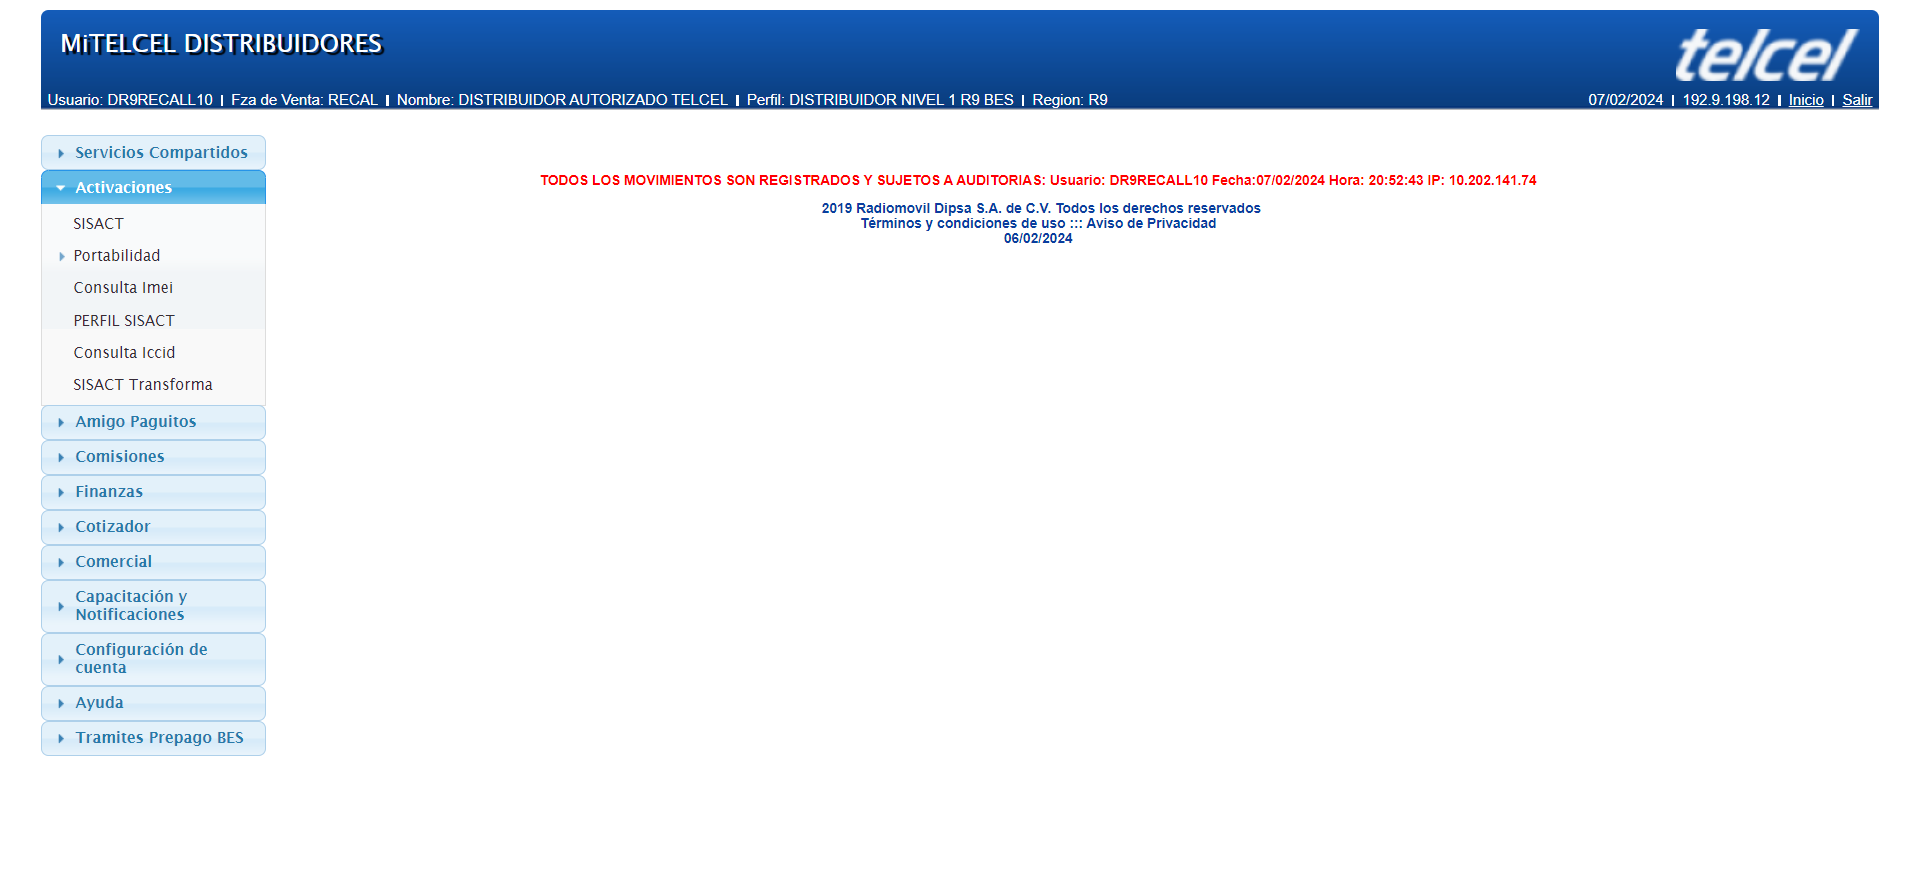 MiTELCEL DISTRIBUIDORES
telcel
Usuario: DR9RECALL10 | Fza de Venta: RECAL | Nombre: DISTRIBUIDOR AUTORIZADO TELCEL | Perfil: DISTRIBUIDOR NIVEL 1 R9 BES | Region: R9
07/02/2024 | 192.9.198.12 | Inicio | Salir
Servicios Compartidos
Activaciones
SISACT
Portabilidad
Consulta Imei
PERFIL SISACT
Consulta Iccid
SISACT Transforma
Amigo Paguitos
Comisiones
Finanzas
Cotizador
Comercial
Capacitación y
Notificaciones
Configuración de
cuenta
Ayuda
Tramites Prepago BES
TODOS LOS MOVIMIENTOS SON REGISTRADOS Y SUJETOS A AUDITORIAS: Usuario: DR9RECALL10 Fecha:07/02/2024 Hora: 20:52:43 IP: 10.202.141.74
2019 Radiomovil Dipsa S.A. de C.V. Todos los derechos reservados
Términos y condiciones de uso ::: Aviso de Privacidad
06/02/2024